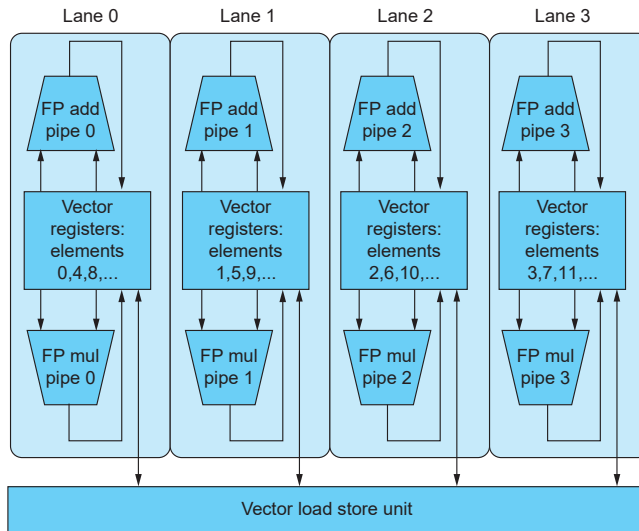 Lane 0
Lane 1
Lane 2
Lane 3
FP add
pipe 0
FP add
pipe 1
FP add
pipe 2
FP add
pipe 3
Vector
registers:
elements
0,4,8,...
Vector
registers:
elements
1,5,9,...
Vector
registers:
elements
2,6,10,...
Vector
registers:
elements
3,7,11,...
FP mul
pipe 0
FP mul
pipe 1
FP mul
pipe 2
FP mul
pipe 3
Vector load store unit